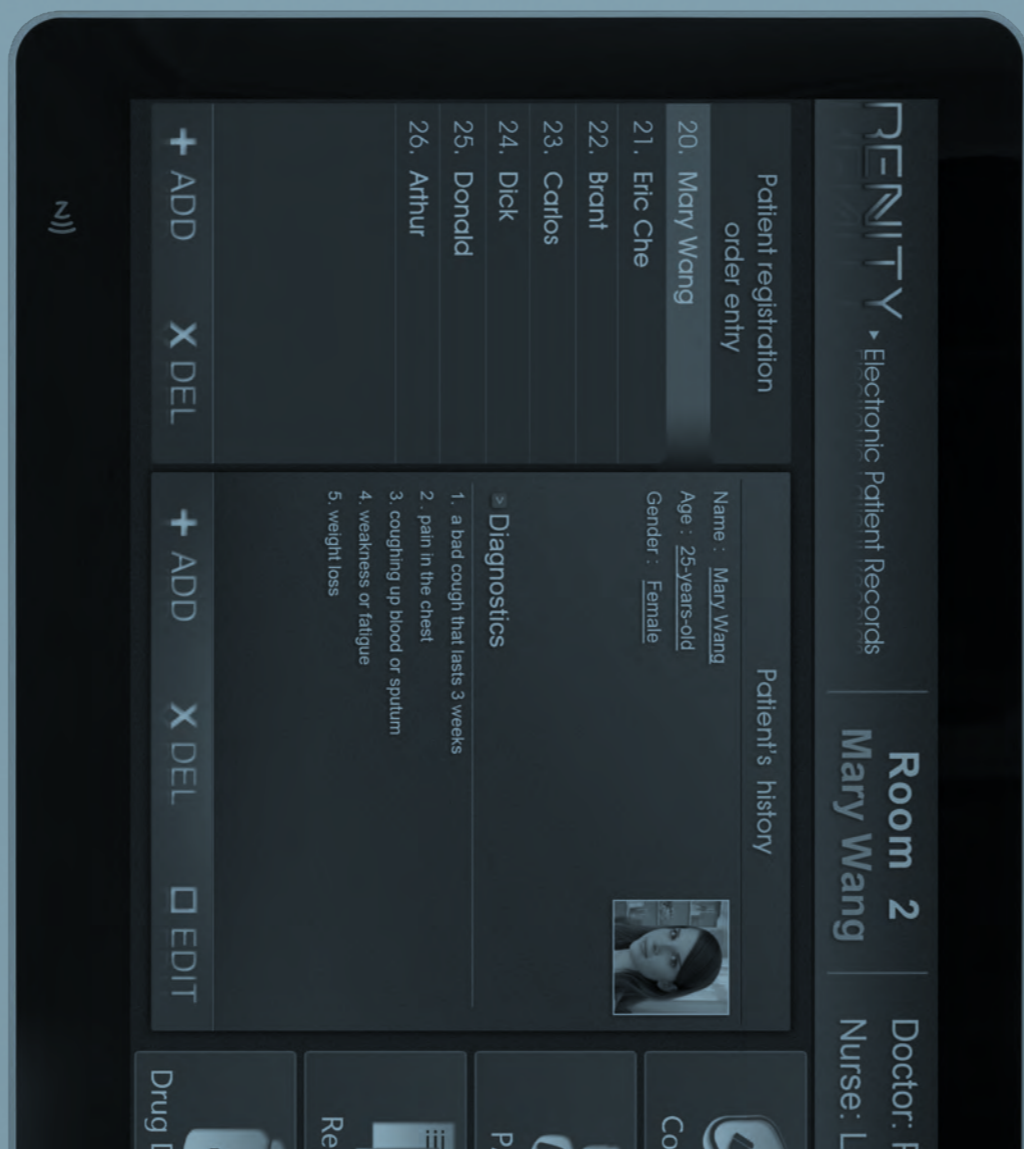 RENITY ▸ Electronic Patient Records
Room 2
Mary Wang
Doctor:
Nurse:
Patient registration
order entry
20. Mary Wang
21. Eric Che
22. Brant
23. Carlos
24. Dick
25. Donald
26. Arthur
+ ADD X DEL
Patient's history
Name : Mary Wang
Age : 25-years-old
Gender : Female
> Diagnostics
1. a bad cough that lasts 3 weeks
2 . pain in the chest
3. coughing up blood or sputum
4. weakness or fatigue
5. weight loss
+ ADD X DEL □ EDIT
Co
Re
Drug